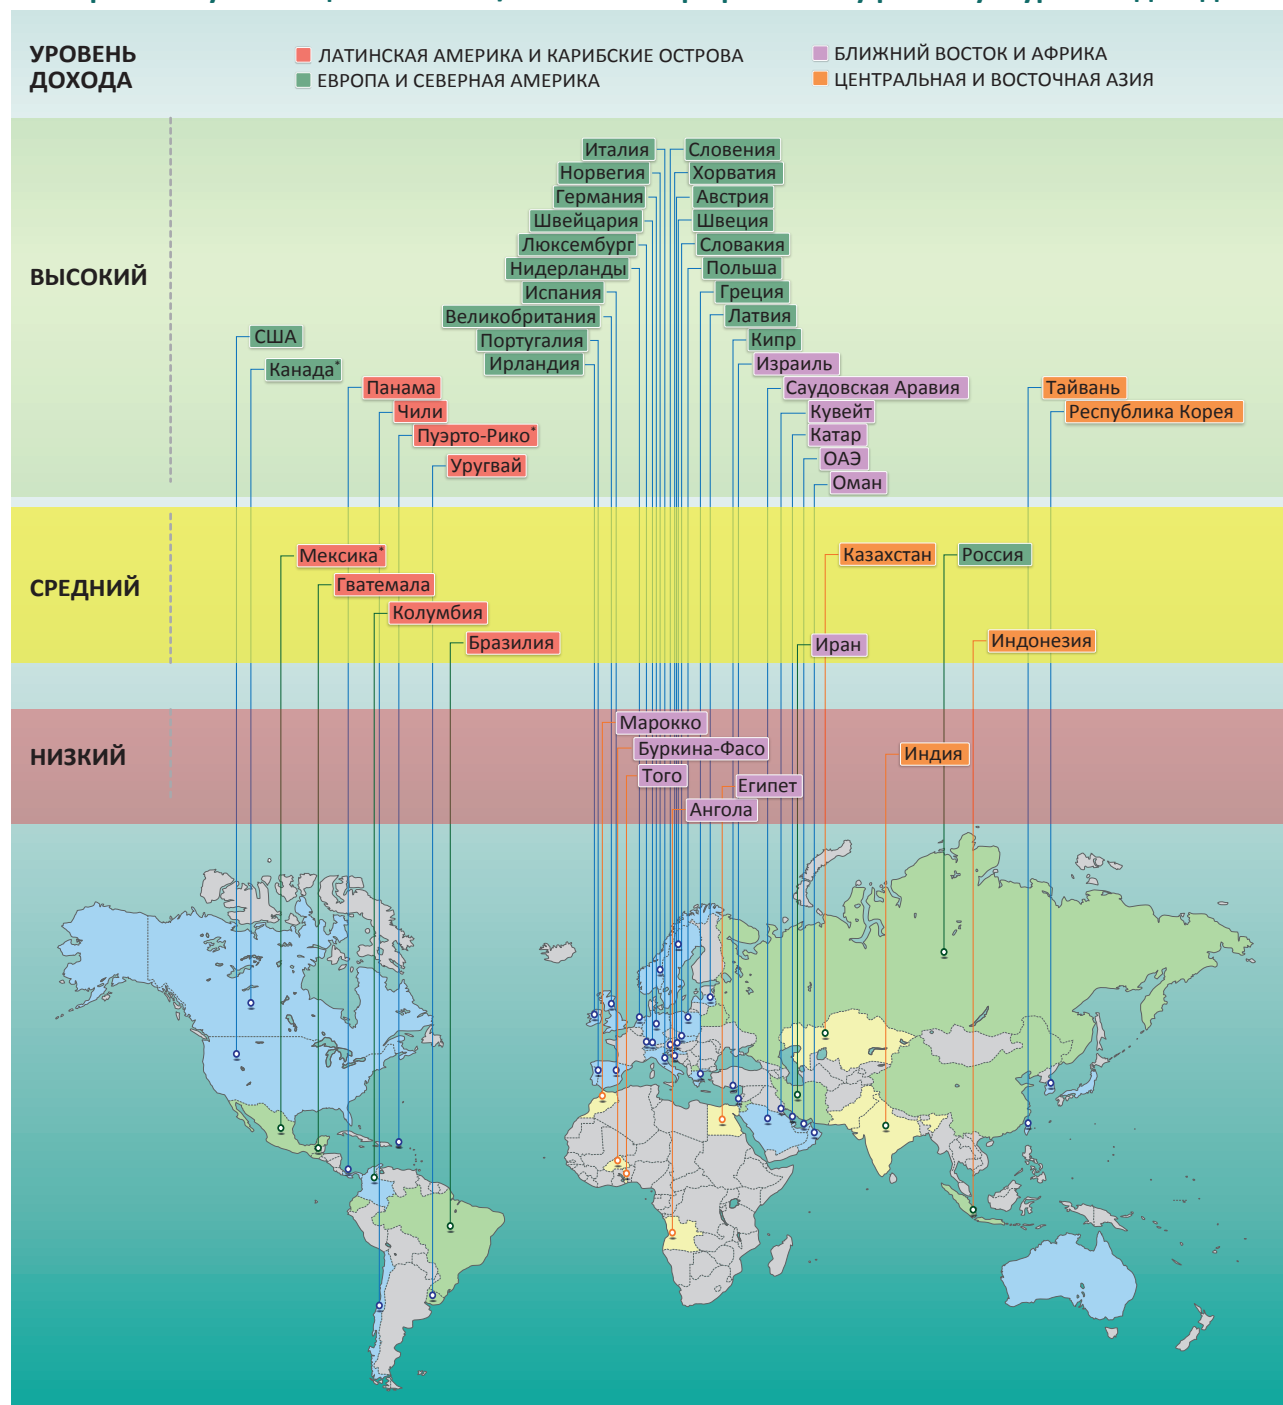 УРОВЕНЬ
ДОХОДА
ЛАТИНСКАЯ АМЕРИКА И КАРИБСКИЕ ОСТРОВА
ЕВРОПА И СЕВЕРНАЯ АМЕРИКА
БЛИЖНИЙ ВОСТОК И АФРИКА
ЦЕНТРАЛЬНАЯ И ВОСТОЧНАЯ АЗИЯ
ВЫСОКИЙ
Италия
Норвегия
Германия
Швейцария
Люксембург
Нидерланды
Испания
Великобритания
Португалия
Ирландия
Словения
Хорватия
Австрия
Швеция
Словакия
Польша
Греция
Латвия
Кипр
Израиль
Саудовская Аравия
Кувейт
Катар
ОАЭ
Оман
США
Канада*
Панама
Чили
Пуэрто-Рико*
Уругвай
Тайвань
Республика Корея
СРЕДНИЙ
Мексика*
Гватемала
Колумбия
Бразилия
Казахстан
Россия
Иран
Индонезия
НИЗКИЙ
Марокко
Буркина-Фасо
Того
Египет
Ангола
Индия